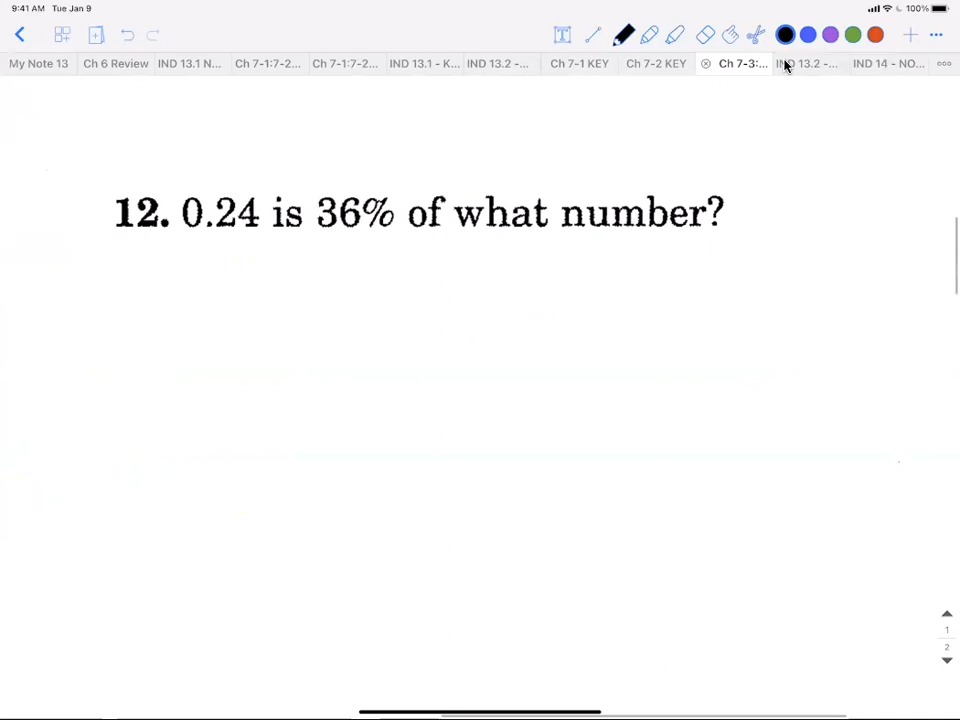 9:41 AM Tue Jan 9
100%
My Note 13 Ch 6 Review IND 13.1 N... Ch 7-1:7-2... Ch 7-1:7-2... IND 13.1 - K... IND 13.2 -... Ch 7-1 KEY Ch 7-2 KEY Ch 7-3:... IND 13.2 -... IND 14 - NO...
12. 0.24 is 36% of what number?
1
2